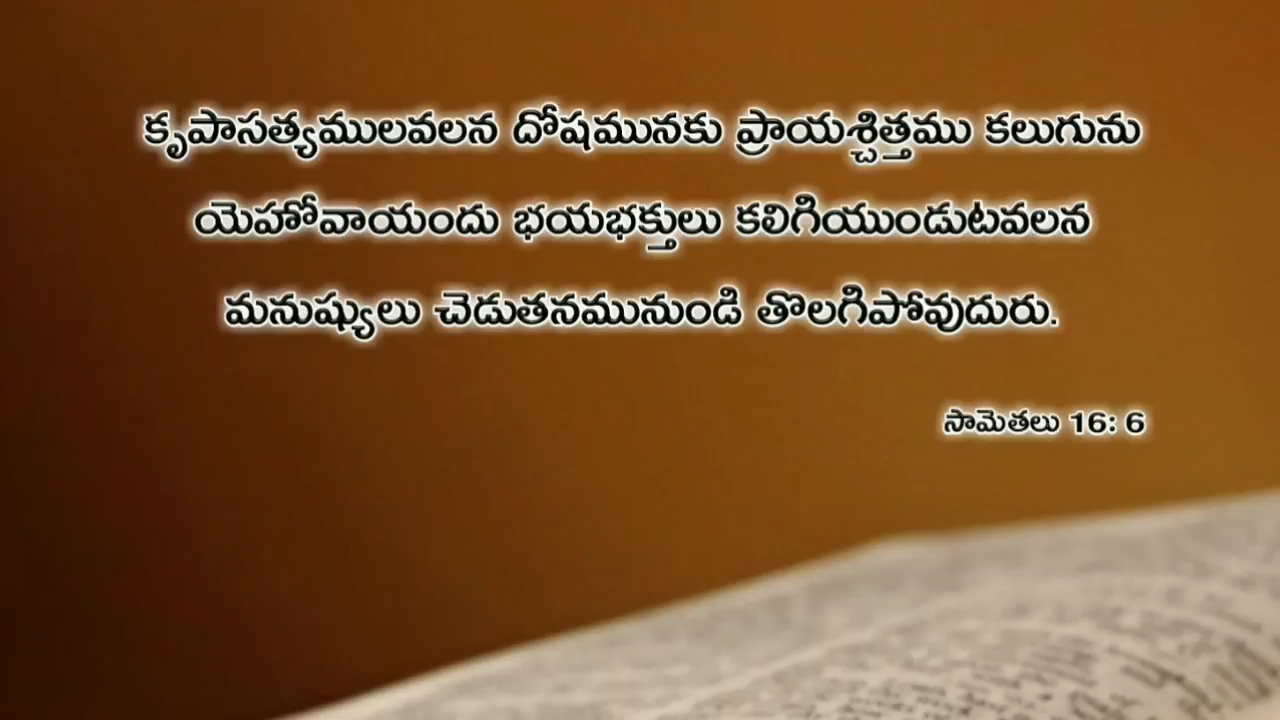 కృపాసత్యములవలన దోషమునకు ప్రాయశ్చిత్తము కలుగును
యెహోవాయందు భయభక్తులు కలిగియుండుటవలన
మనుష్యులు చెడుతనమునుండి తొలగిపోవుదురు.
సామెతలు 16: 6